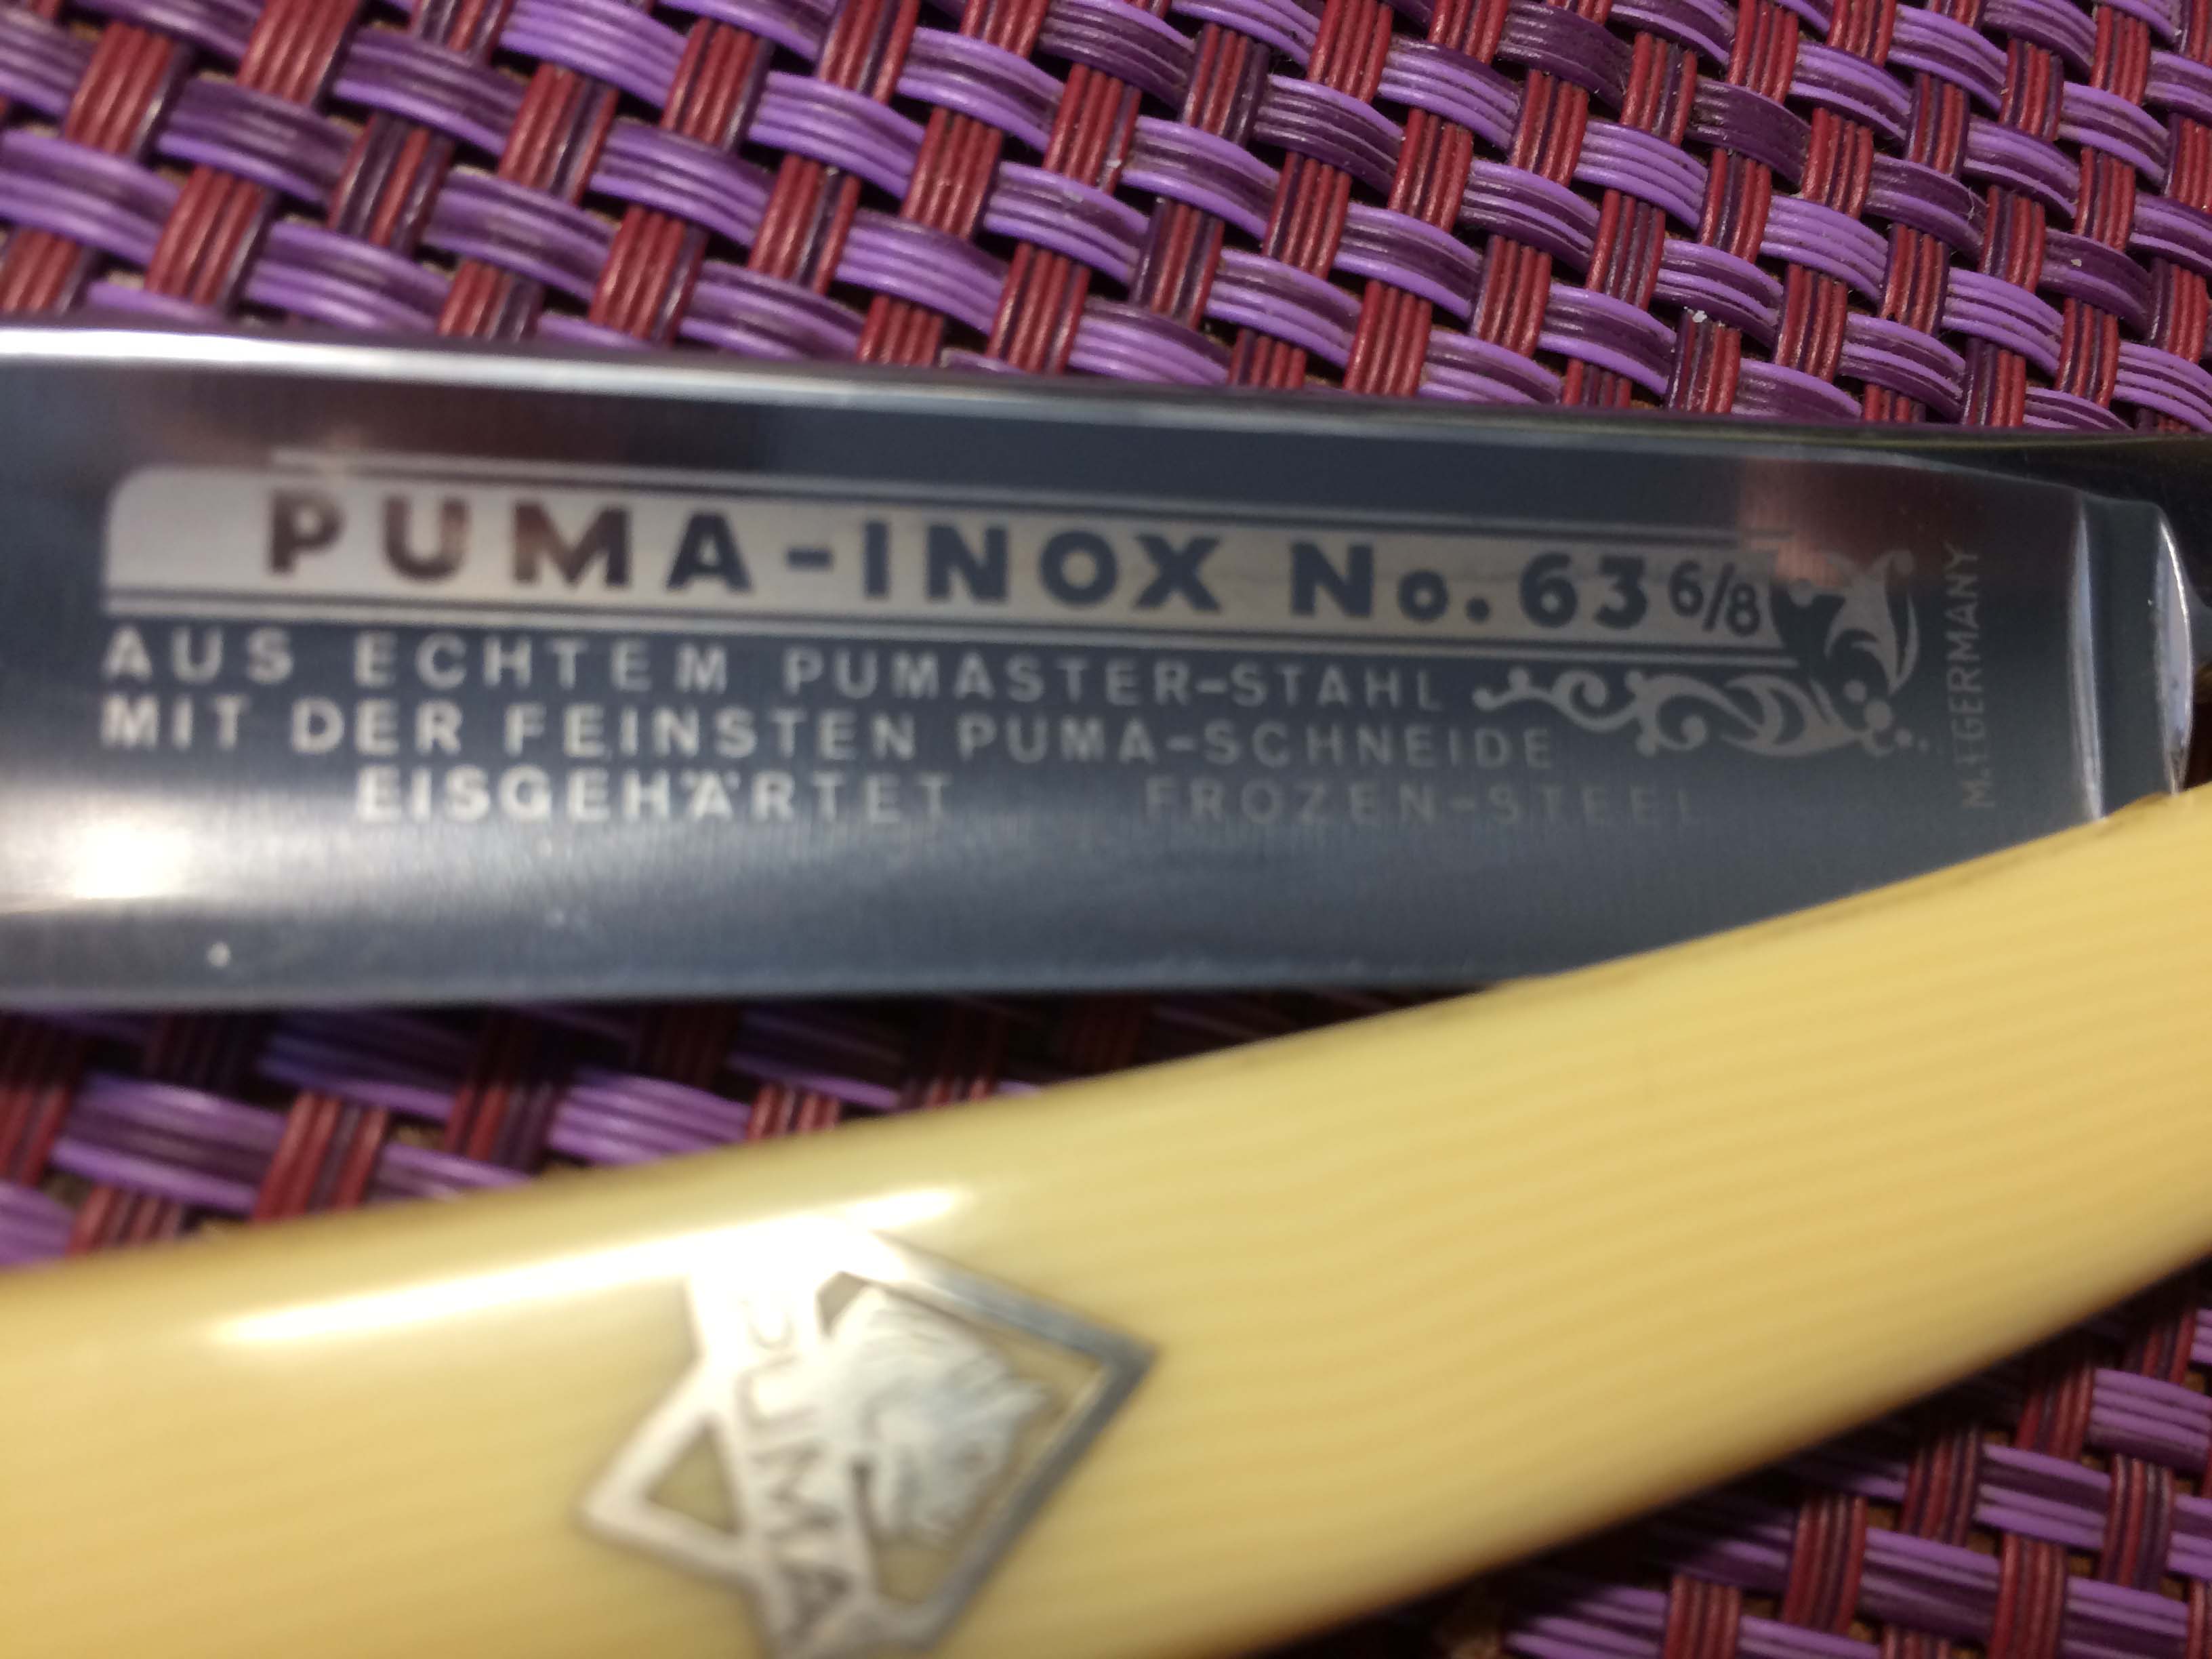 PUMA-INOX No. 63 6/8
AUS ECHTEM PUMASTER-STAHL
MIT DER FEINSTEN PUMA-SCHNEIDE
EISGEHÄRTET FROZEN-STEEL
M.I.GERMANY
PUMA